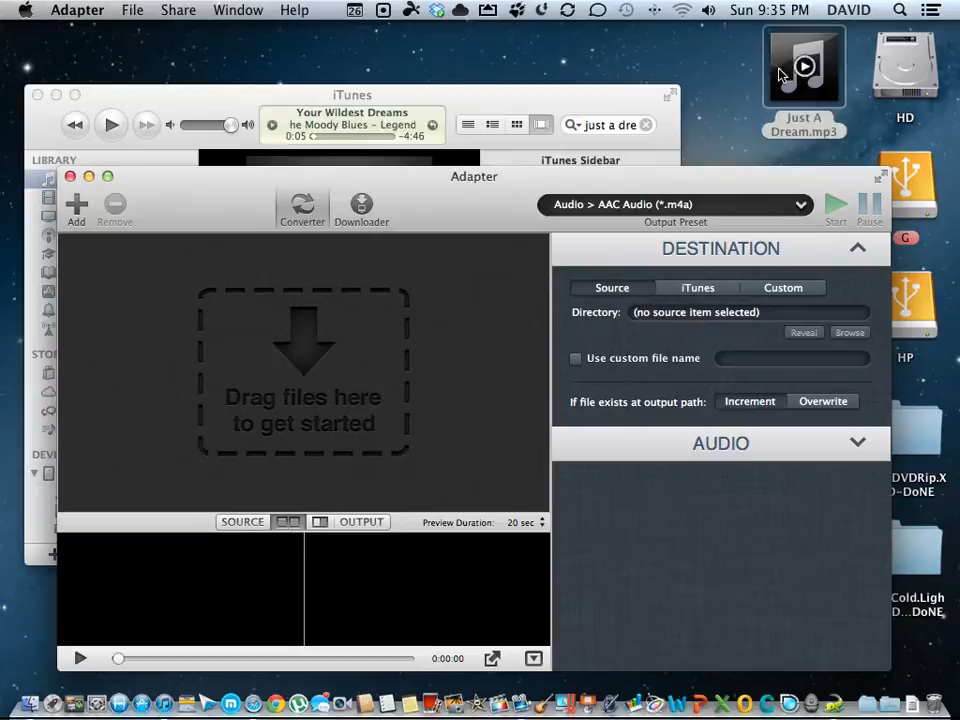 Adapter File Share Window Help 26 Sun 9:35 PM DAVID
iTunes
Your Wildest Dreams
he Moody Blues – Legend
0:05 -4:46
just a dre
LIBRARY
iTunes Sidebar
Just A
Dream.mp3
HD
Adapter
Add Remove Converter Downloader
Audio > AAC Audio (*.m4a)
Output Preset
Start Pause
DESTINATION
G
Source iTunes Custom
Directory: (no source item selected)
Reveal Browse
Use custom file name
HP
STO
Drag files here
to get started
If file exists at output path: Increment Overwrite
AUDIO
DEVI
DVDRip.X
D-DoNE
SOURCE OUTPUT Preview Duration: 20 sec
Cold.Ligh
D...DoNE
0:00:00